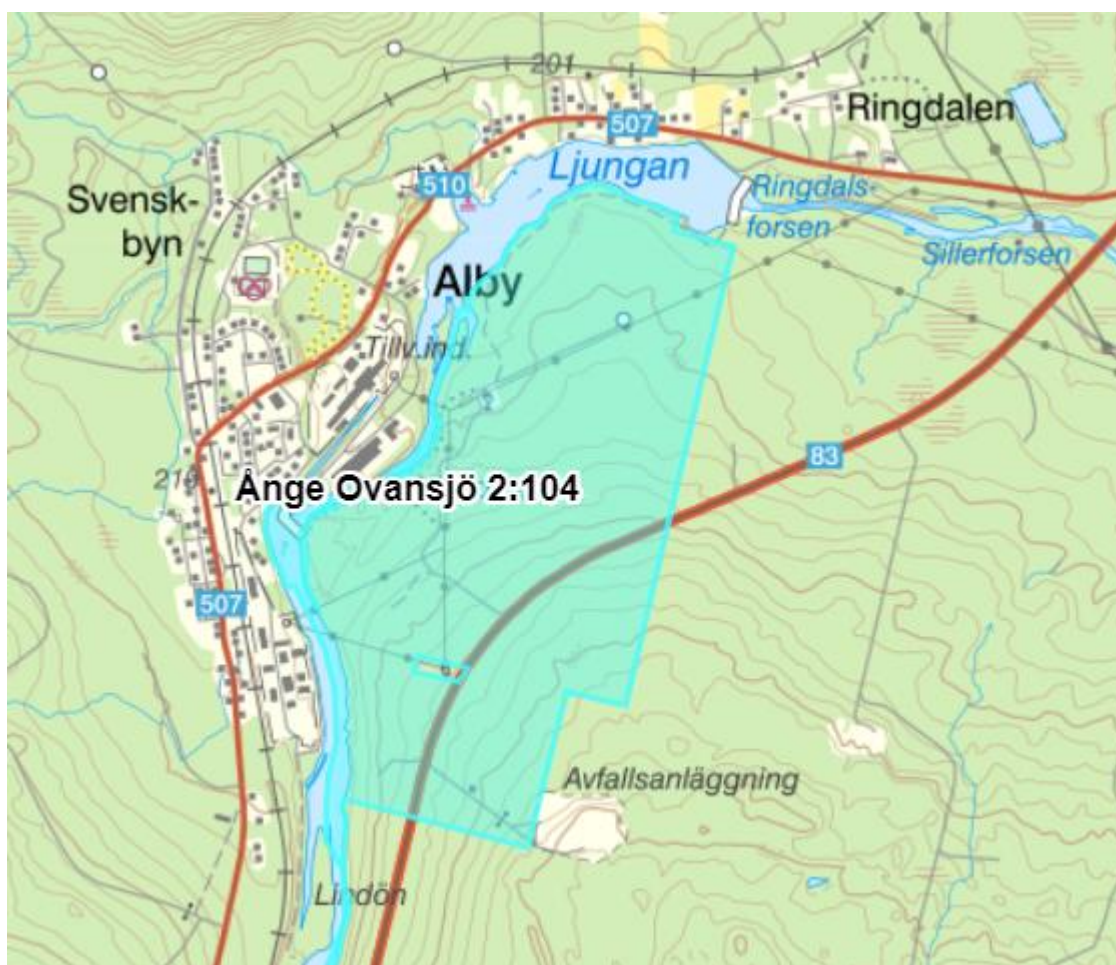 201
507
Ringdalen
Ljungan
510
Svensk-
byn
Ringdals-
forsen
Sillerforsen
Alby
Tillv.ind.
83
Ånge Ovansjö 2:104
507
Avfallsanläggning
Lindön